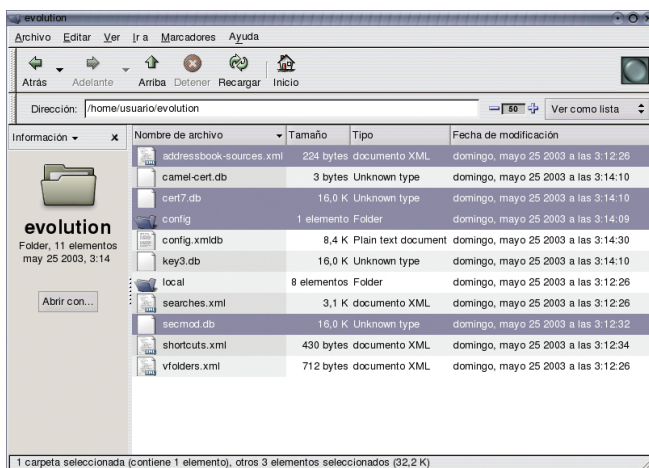 evolution
Archivo Editar Ver Ir a Marcadores Ayuda
Atrás Adelante Arriba Detener Recargar Inicio
Dirección: /home/usuario/evolution 50 Ver como lista
Información x Nombre de archivo Tamaño Tipo Fecha de modificación
addressbook-sources.xml 224 bytes documento XML domingo, mayo 25 2003 a las 3:12:26
camel-cert.db 3 bytes Unknown type domingo, mayo 25 2003 a las 3:14:10
cert7.db 16,0 K Unknown type domingo, mayo 25 2003 a las 3:14:10
config 1 elemento Folder domingo, mayo 25 2003 a las 3:14:09
config.xmldb 8,4 K Plain text document domingo, mayo 25 2003 a las 3:14:30
key3.db 16,0 K Unknown type domingo, mayo 25 2003 a las 3:14:10
local 8 elementos Folder domingo, mayo 25 2003 a las 3:12:26
searches.xml 3,1 K documento XML domingo, mayo 25 2003 a las 3:12:26
secmod.db 16,0 K Unknown type domingo, mayo 25 2003 a las 3:12:32
shortcuts.xml 430 bytes documento XML domingo, mayo 25 2003 a las 3:12:34
vfolders.xml 712 bytes documento XML domingo, mayo 25 2003 a las 3:12:26
evolution
Folder, 11 elementos
may 25 2003, 3:14
Abrir con...
1 carpeta seleccionada (contiene 1 elemento), otros 3 elementos seleccionados (32,2 K)